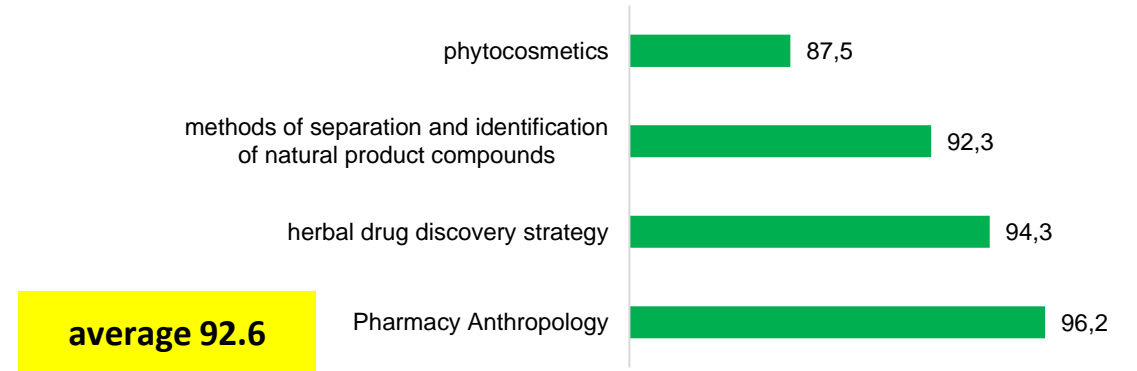 phytocosmetics
87,5
methods of separation and identification
of natural product compounds
92,3
herbal drug discovery strategy
94,3
Pharmacy Anthropology
96,2
average 92.6